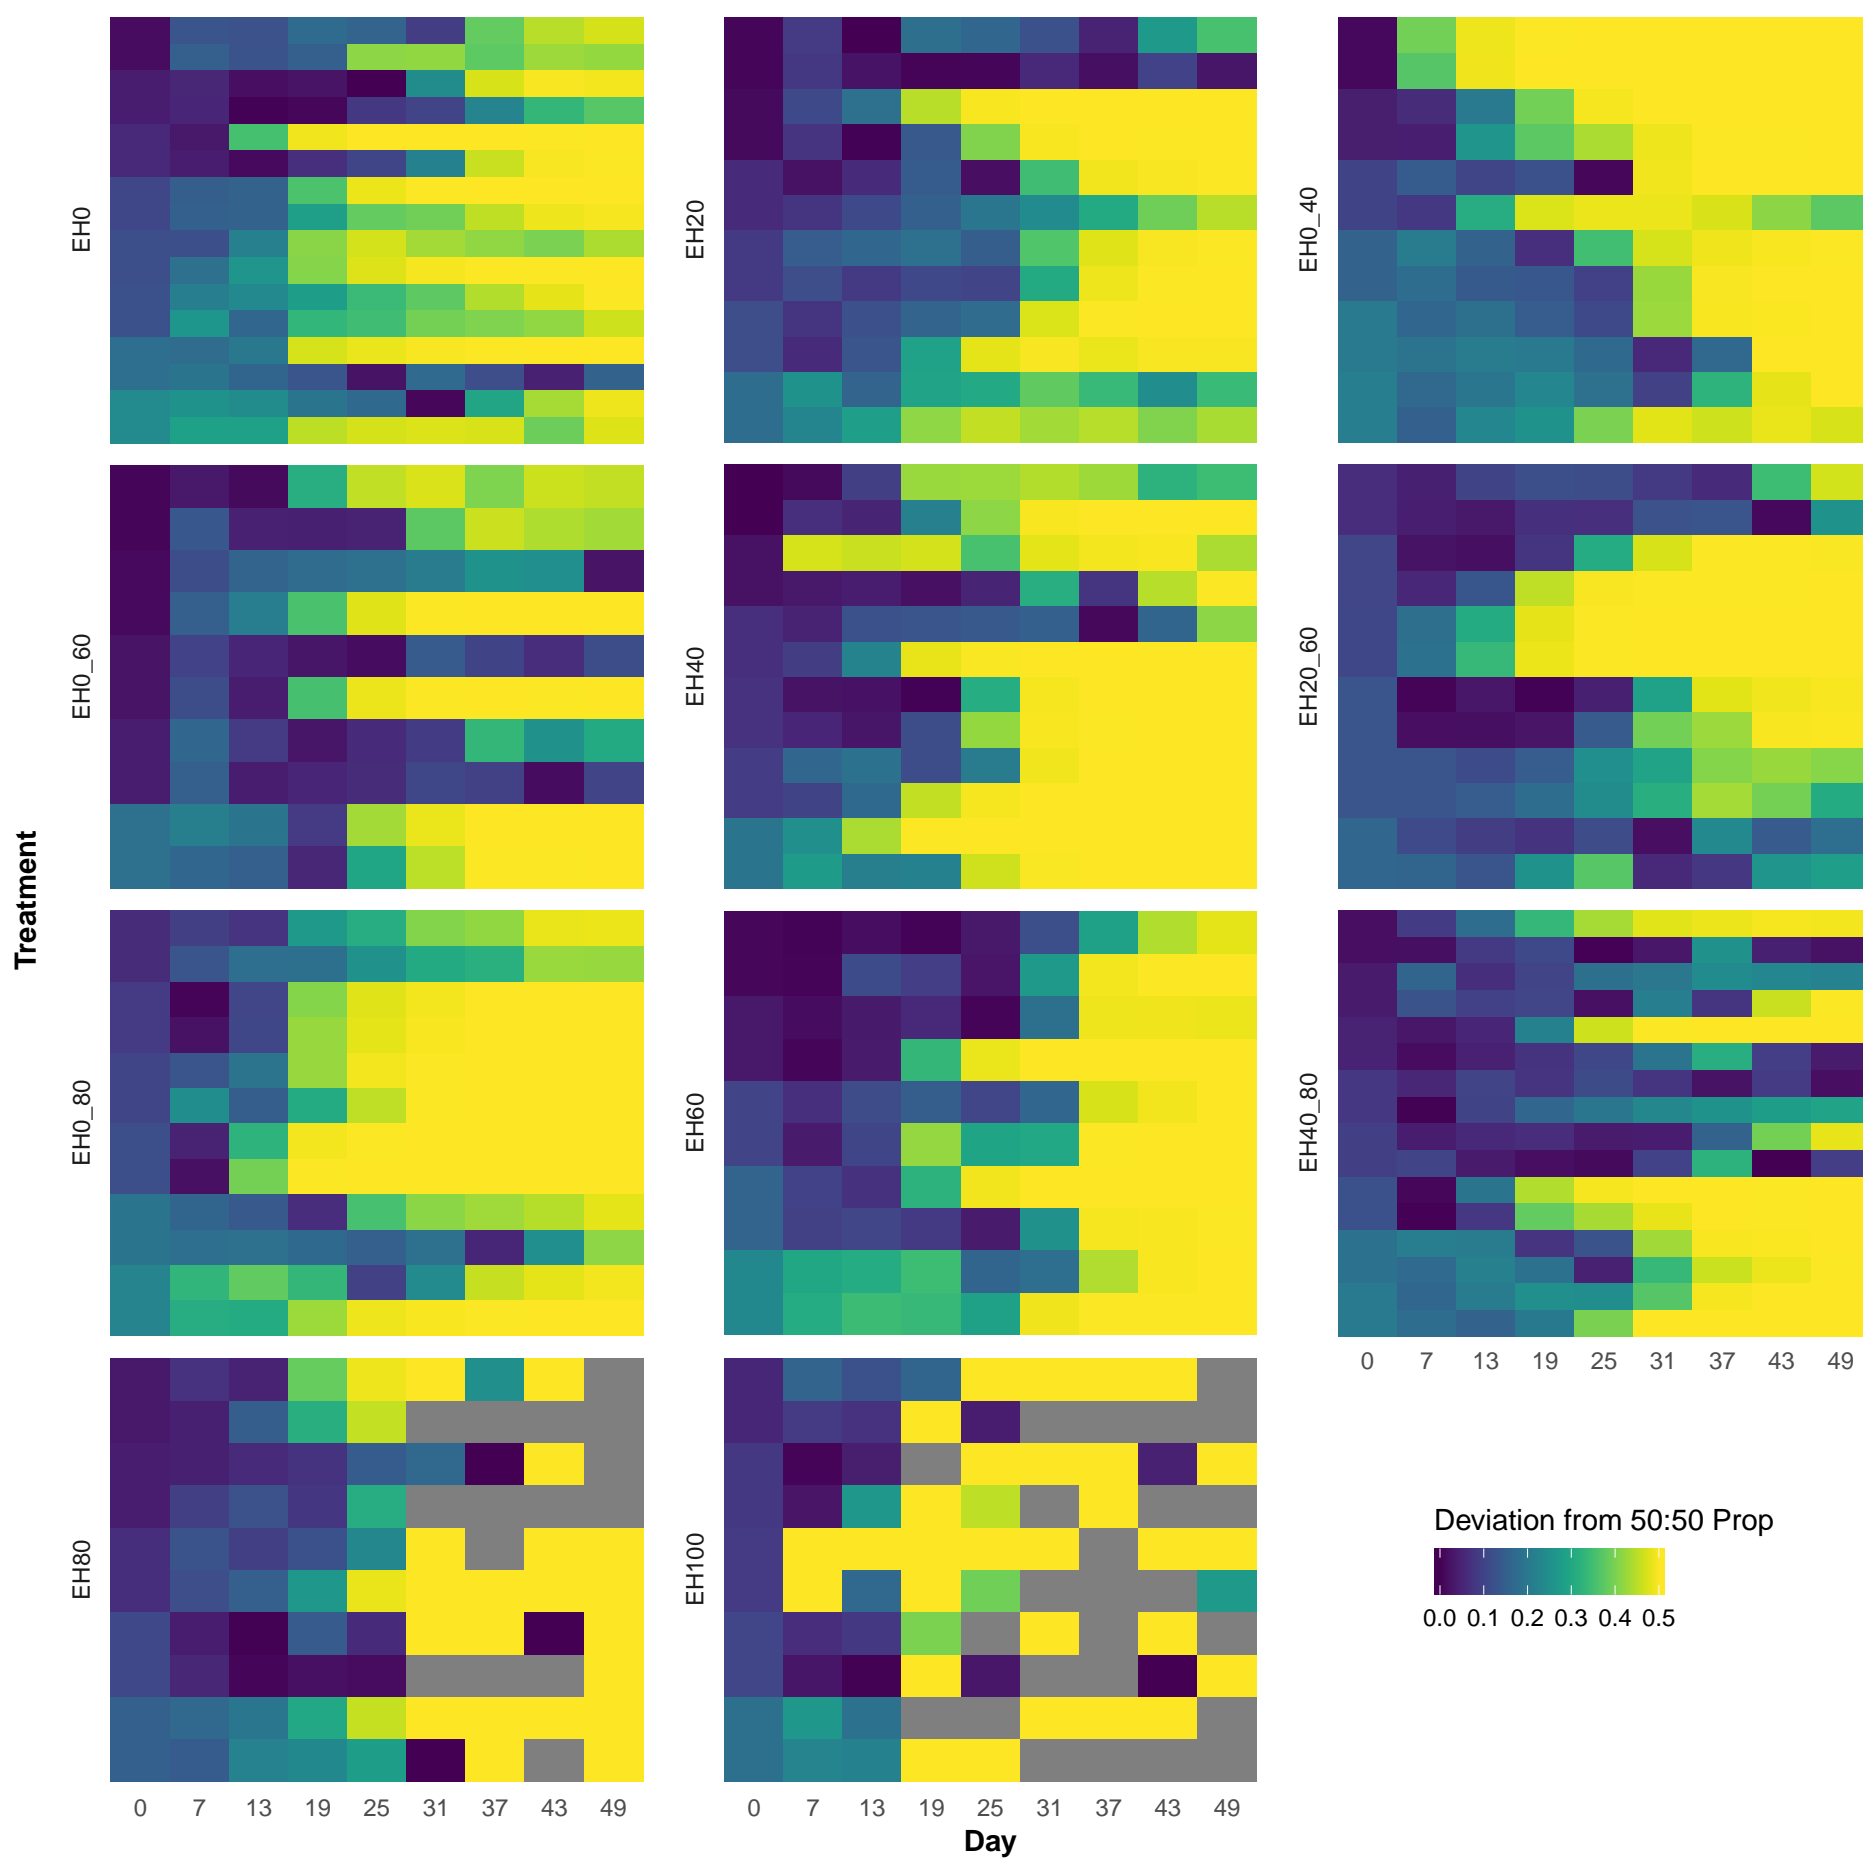 Treatment
EH0
EH20
EH0_40
EH0_60
EH40
EH20_60
EH0_80
EH60
EH40_80
0 7 13 19 25 31 37 43 49
EH80
EH100
Deviation from 50:50 Prop
0.0 0.1 0.2 0.3 0.4 0.5
0 7 13 19 25 31 37 43 49
0 7 13 19 25 31 37 43 49
Day